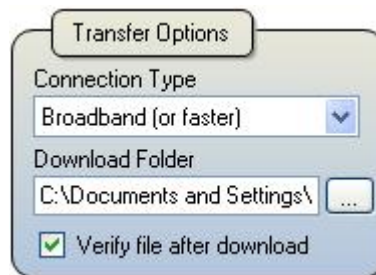 Transfer Options
Connection Type
Broadband (or faster)
Download Folder
C:\Documents and Settings\
...
Verify file after download